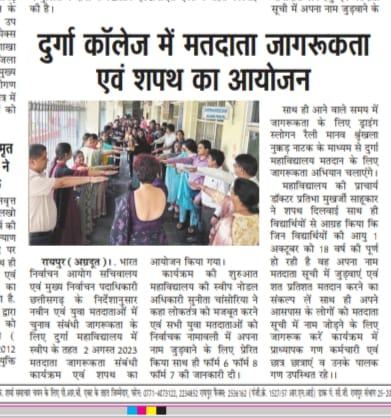 दुर्गा कॉलेज में मतदाता जागरूकता
एवं शपथ का आयोजन
रायपुर (अग्रदूत)। भारत
निर्वाचन आयोग सचिवालय
एवं मुख्य निर्वाचन पदाधिकारी
छत्तीसगढ़ के निर्देशानुसार
नवीन एवं युवा मतदाताओं में
चुनाव संबंधी जागरूकता के
लिए दुर्गा महाविद्यालय में
स्वीप के तहत 2 अगस्त 2023
मतदाता जागरूकता संबंधी
कार्यक्रम एवं शपथ का
आयोजन किया गया।
कार्यक्रम की शुरुआत
महाविद्यालय की स्वीप नोडल
अधिकारी सुनीता चांसोरिया ने
कहा लोकतंत्र को मजबूत करने
एवं सभी युवा मतदाताओं को
निर्वाचक नामावली में अपना
नाम जुड़वाने के लिए प्रेरित
किया साथ ही फॉर्म 6 फॉर्म 8
फॉर्म 7 की जानकारी दी।
साथ ही आने वाले समय में
जागरूकता के लिए ड्राइंग
स्लोगन रैली मानव श्रृंखला
नुक्कड़ नाटक के माध्यम से दुर्गा
महाविद्यालय मतदान के लिए
जागरूकता अभियान चलाएंगे।
महाविद्यालय की प्राचार्य
डॉक्टर प्रतिभा मुखर्जी साहूकार
ने शपथ दिलवाई साथ ही
विद्यार्थियों से आग्रह किया कि
जिन विद्यार्थियों की आयु 1
अक्टूबर को 18 वर्ष की पूर्ण
हो रही है वह अपना नाम
मतदाता सूची में जुड़वाएं एवं
शत प्रतिशत मतदान करने का
संकल्प लें साथ ही अपने
आसपास के लोगों को मतदाता
सूची में नाम जोड़ने के लिए
जागरूक करें कार्यक्रम में
प्राध्यापक गण कर्मचारी एवं
छात्र छात्राएं व उनके पालक
गण उपस्थित रहे।।
की है।
सूची में अपना नाम जुड़वाने के